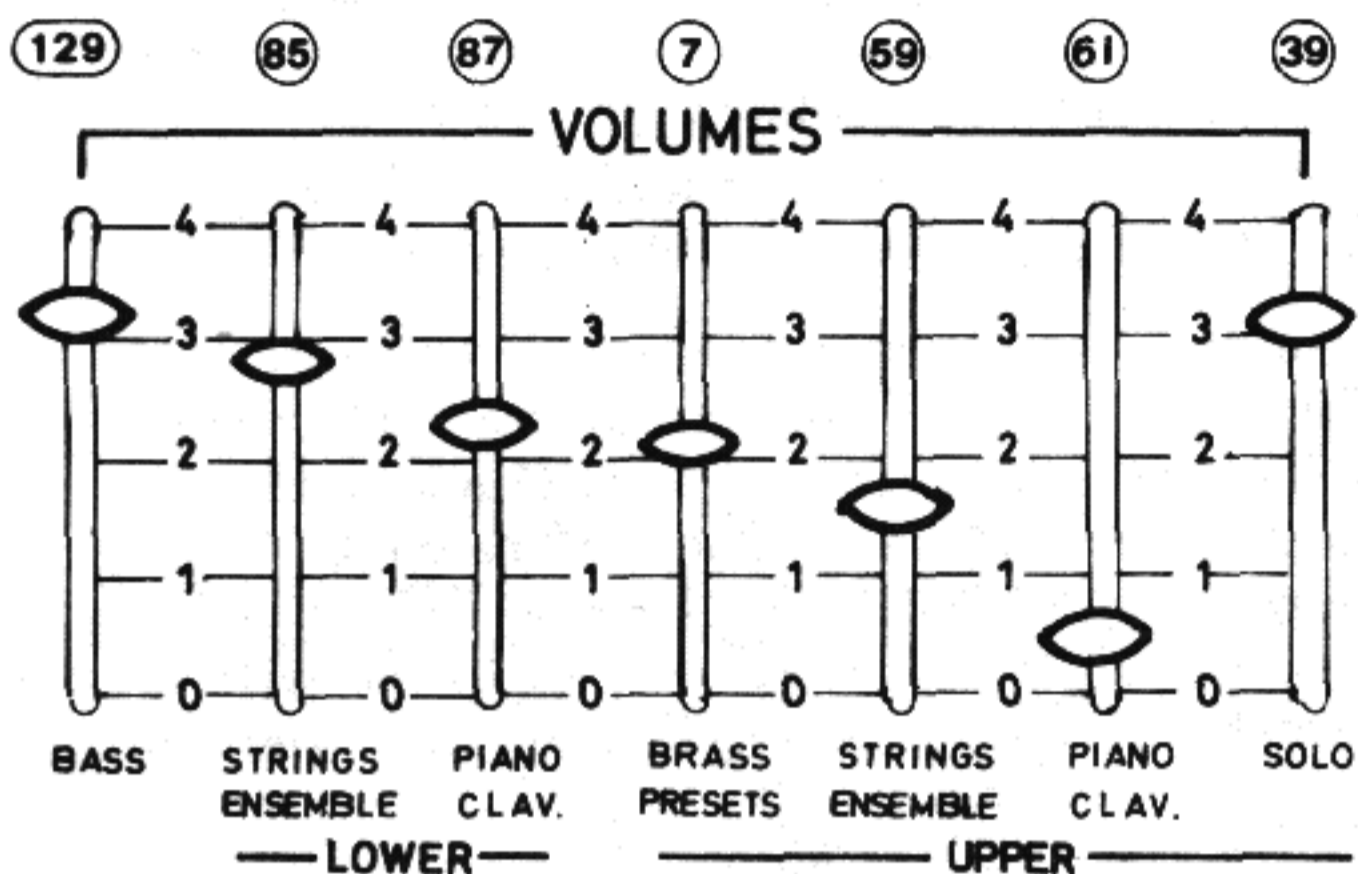 129 85 87 7 59 61 39
VOLUMES
4 4 4 4 4 4
3 3 3 3 3 3
2 2 2 2 2 2
1 1 1 1 1 1
0 0 0 0 0 0
BASS STRINGS PIANO BRASS STRINGS PIANO SOLO
ENSEMBLE CLAV. PRESETS ENSEMBLE CLAV.
LOWER UPPER